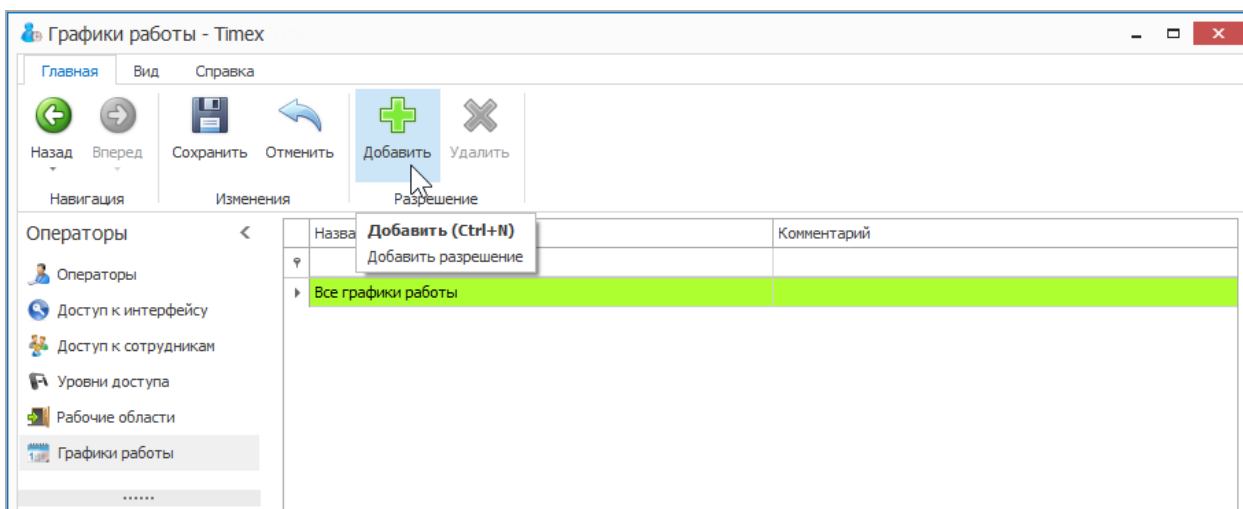 Графики работы - Timex
Главная Вид Справка
Назад Вперед Сохранить Отменить Добавить Удалить
Навигация Изменения Разрешение
Операторы
Операторы
Доступ к интерфейсу
Доступ к сотрудникам
Уровни доступа
Рабочие области
Графики работы
Добавить (Ctrl+N)
Добавить разрешение
Назва Комментарий
Все графики работы